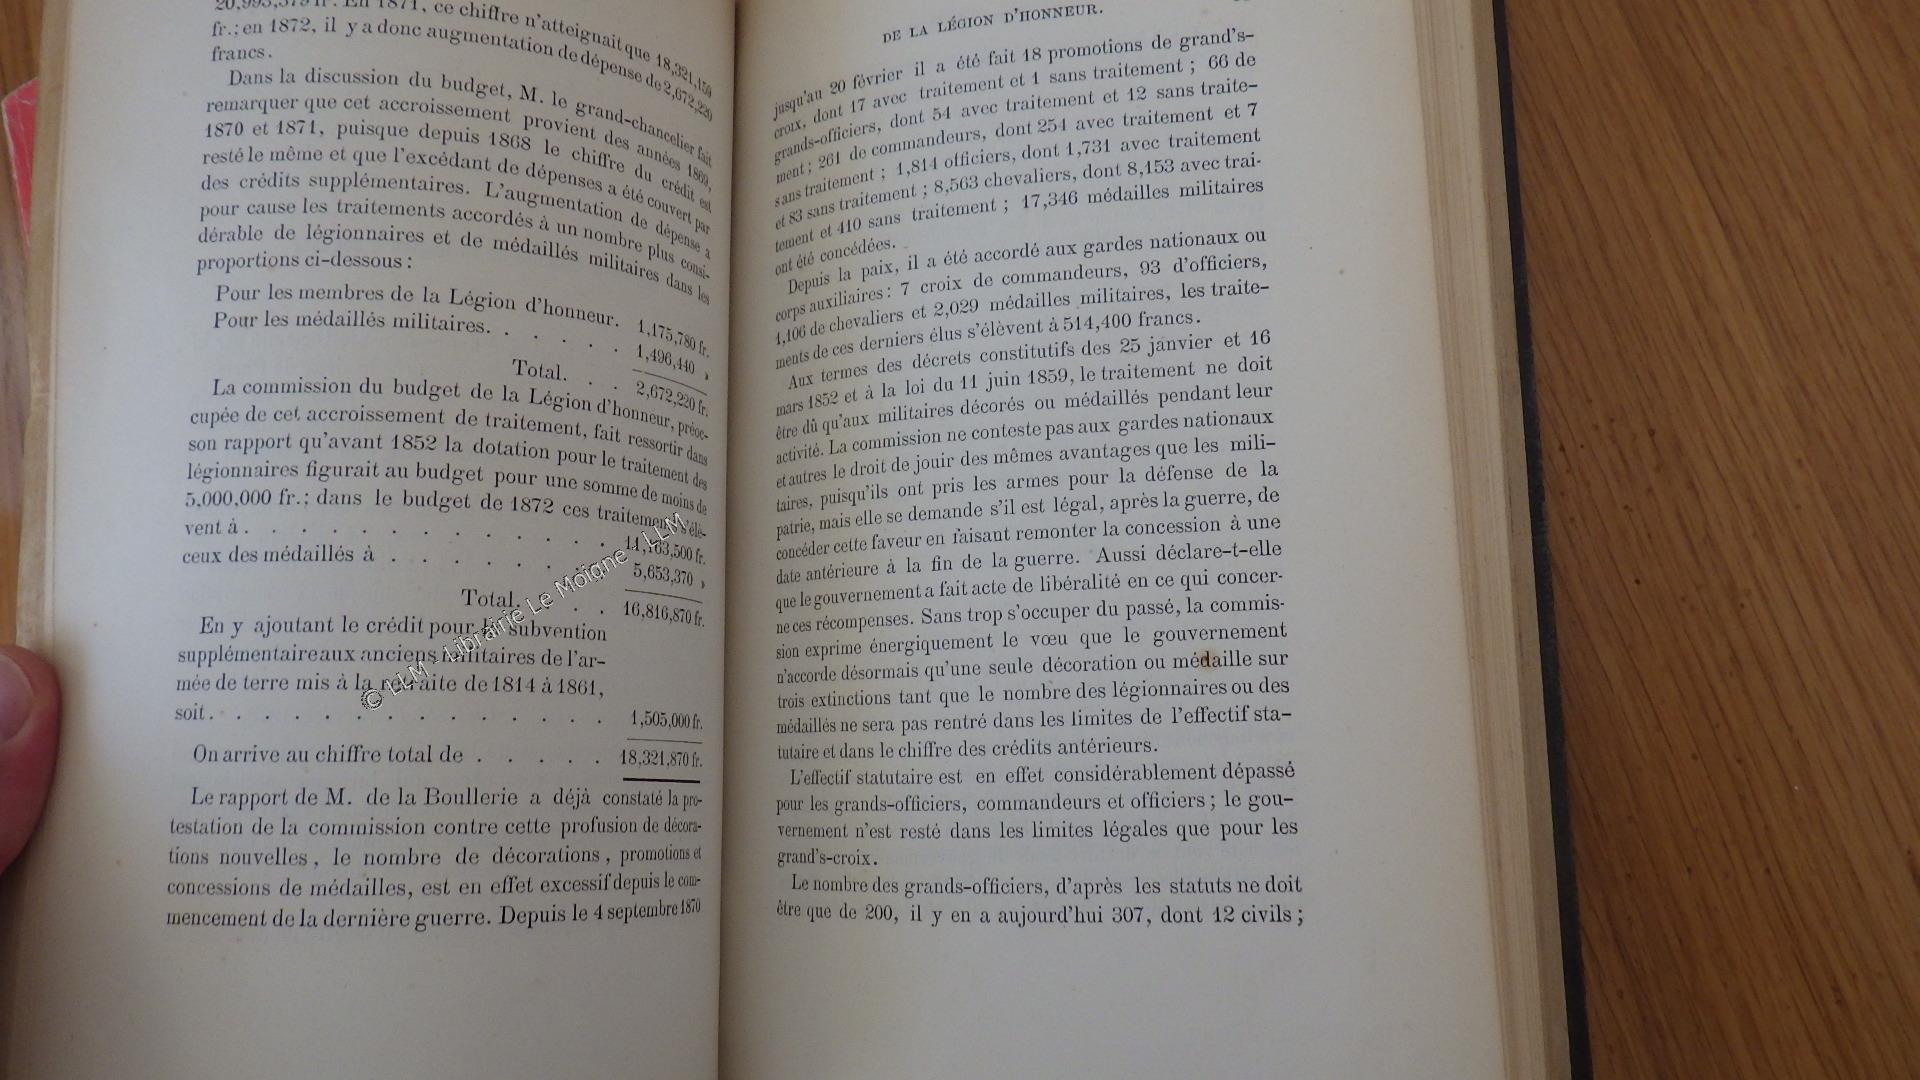 20,993,379 fr. En 1871, ce chiffre n'atteignait que 18,321,159
fr.; en 1872, il y a donc augmentation de dépense de 2,672,220
francs.
Dans la discussion du budget, M. le grand-chancelier fait
remarquer que cet accroissement provient des années 1869,
1870 et 1871, puisque depuis 1868 le chiffre du crédit est
resté le même et que l'excédant de dépenses a été couvert par
des crédits supplémentaires. L'augmentation de dépense a
pour cause les traitements accordés à un nombre plus consi-
dérable de légionnaires et de médaillés militaires dans les
proportions ci-dessous :
Pour les membres de la Légion d'honneur. 1,175,780 fr.
Pour les médaillés militaires. . . . . . 1,496,440 »
Total. . . 2,672,220 fr.
La commission du budget de la Légion d'honneur, préoc-
cupée de cet accroissement de traitement, fait ressortir dans
son rapport qu'avant 1852 la dotation pour le traitement des
légionnaires figurait au budget pour une somme de moins de
5,000,000 fr.; dans le budget de 1872 ces traitements s'élè-
vent à . . . . . . . . . . . . . 11,163,500 fr.
ceux des médaillés à . . . . . . . 5,653,370 »
Total. . . . 16,816,870 fr.
En y ajoutant le crédit pour la subvention
supplémentaire aux anciens militaires de l'ar-
mée de terre mis à la retraite de 1814 à 1861,
soit. . . . . . . . . . . . . . . 1,505,000 fr.
On arrive au chiffre total de . . . . . 18,321,870 fr.
Le rapport de M. de la Boullerie a déjà constaté la pro-
testation de la commission contre cette profusion de décora-
tions nouvelles, le nombre de décorations, promotions et
concessions de médailles, est en effet excessif depuis le com-
mencement de la dernière guerre. Depuis le 4 septembre 1870
© LLM - Librairie Le Moigne - LLM
DE LA LÉGION D'HONNEUR.
jusqu'au 20 février il a été fait 18 promotions de grand's-
croix, dont 17 avec traitement et 1 sans traitement ; 66 de
grands-officiers, dont 54 avec traitement et 12 sans traite-
ment ; 261 de commandeurs, dont 254 avec traitement et 7
sans traitement ; 1,814 officiers, dont 1,731 avec traitement
et 83 sans traitement ; 8,563 chevaliers, dont 8,153 avec trai-
tement et 410 sans traitement ; 17,346 médailles militaires
ont été concédées.
Depuis la paix, il a été accordé aux gardes nationaux ou
corps auxiliaires : 7 croix de commandeurs, 93 d'officiers,
1,106 de chevaliers et 2,029 médailles militaires, les traite-
ments de ces derniers élus s'élèvent à 514,400 francs.
Aux termes des décrets constitutifs des 25 janvier et 16
mars 1852 et à la loi du 11 juin 1859, le traitement ne doit
être dû qu'aux militaires décorés ou médaillés pendant leur
activité. La commission ne conteste pas aux gardes nationaux
et autres le droit de jouir des mêmes avantages que les mili-
taires, puisqu'ils ont pris les armes pour la défense de la
patrie, mais elle se demande s'il est légal, après la guerre, de
concéder cette faveur en faisant remonter la concession à une
date antérieure à la fin de la guerre. Aussi déclare-t-elle
que le gouvernement a fait acte de libéralité en ce qui concer-
ne ces récompenses. Sans trop s'occuper du passé, la commis-
sion exprime énergiquement le vœu que le gouvernement
n'accorde désormais qu'une seule décoration ou médaille sur
trois extinctions tant que le nombre des légionnaires ou des
médaillés ne sera pas rentré dans les limites de l'effectif sta-
tutaire et dans le chiffre des crédits antérieurs.
L'effectif statutaire est en effet considérablement dépassé
pour les grands-officiers, commandeurs et officiers ; le gou-
vernement n'est resté dans les limites légales que pour les
grand's-croix.
Le nombre des grands-officiers, d'après les statuts ne doit
être que de 200, il y en a aujourd'hui 307, dont 12 civils ;